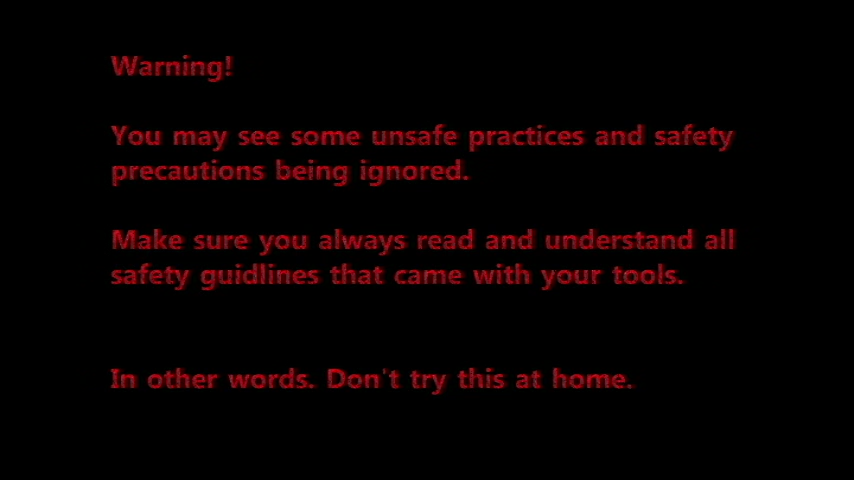 Warning!
You may see some unsafe practices and safety
precautions being ignored.
Make sure you always read and understand all
safety guidlines that came with your tools.
In other words. Don't try this at home.